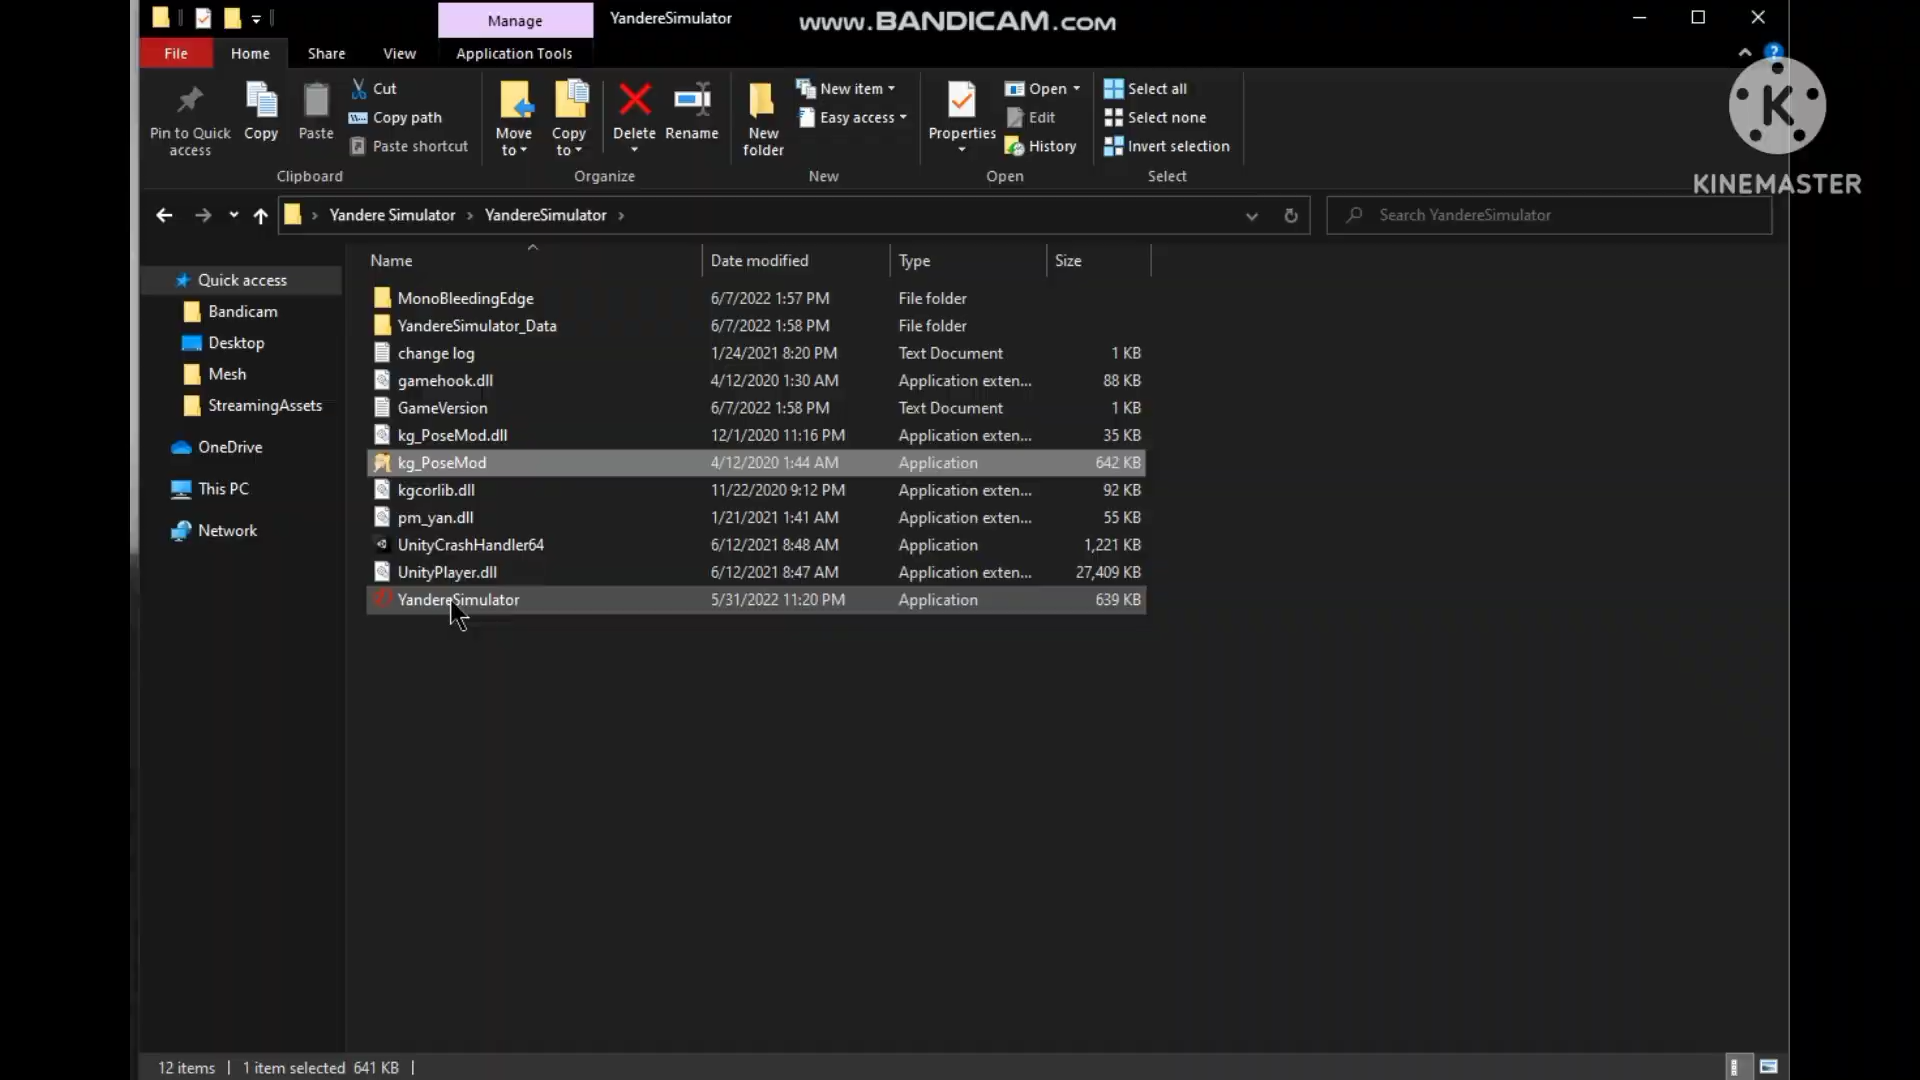 Manage
YandereSimulator
www.BANDICAM.com
File
Home
Share
View
Application Tools
?
Pin to Quick
access
Copy
Paste
Cut
Copy path
Paste shortcut
Clipboard
Move
to
Copy
to
Delete
Rename
Organize
New
folder
New item
Easy access
New
Properties
Open
Edit
History
Open
Select all
Select none
Invert selection
Select
K
KINEMASTER
Yandere Simulator
YandereSimulator
Search YandereSimulator
Quick access
Bandicam
Desktop
Mesh
StreamingAssets
OneDrive
This PC
Network
Name Date modified Type Size
MonoBleedingEdge 6/7/2022 1:57 PM File folder
YandereSimulator_Data 6/7/2022 1:58 PM File folder
change log 1/24/2021 8:20 PM Text Document 1 KB
gamehook.dll 4/12/2020 1:30 AM Application exten... 88 KB
GameVersion 6/7/2022 1:58 PM Text Document 1 KB
kg_PoseMod.dll 12/1/2020 11:16 PM Application exten... 35 KB
kg_PoseMod 4/12/2020 1:44 AM Application 642 KB
kgcorlib.dll 11/22/2020 9:12 PM Application exten... 92 KB
pm_yan.dll 1/21/2021 1:41 AM Application exten... 55 KB
UnityCrashHandler64 6/12/2021 8:48 AM Application 1,221 KB
UnityPlayer.dll 6/12/2021 8:47 AM Application exten... 27,409 KB
YandereSimulator 5/31/2022 11:20 PM Application 639 KB
12 items 1 item selected 641 KB